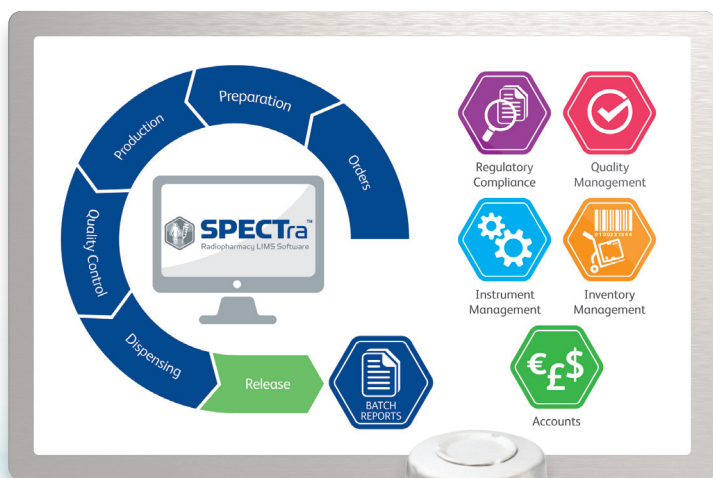 Orders
Preparation
Production
Quality Control
Dispensing
Release
BATCH
REPORTS
SPECTra™
Radiopharmacy LIMS Software
Regulatory
Compliance
Quality
Management
Instrument
Management
0100251644
Inventory
Management
€£$
Accounts